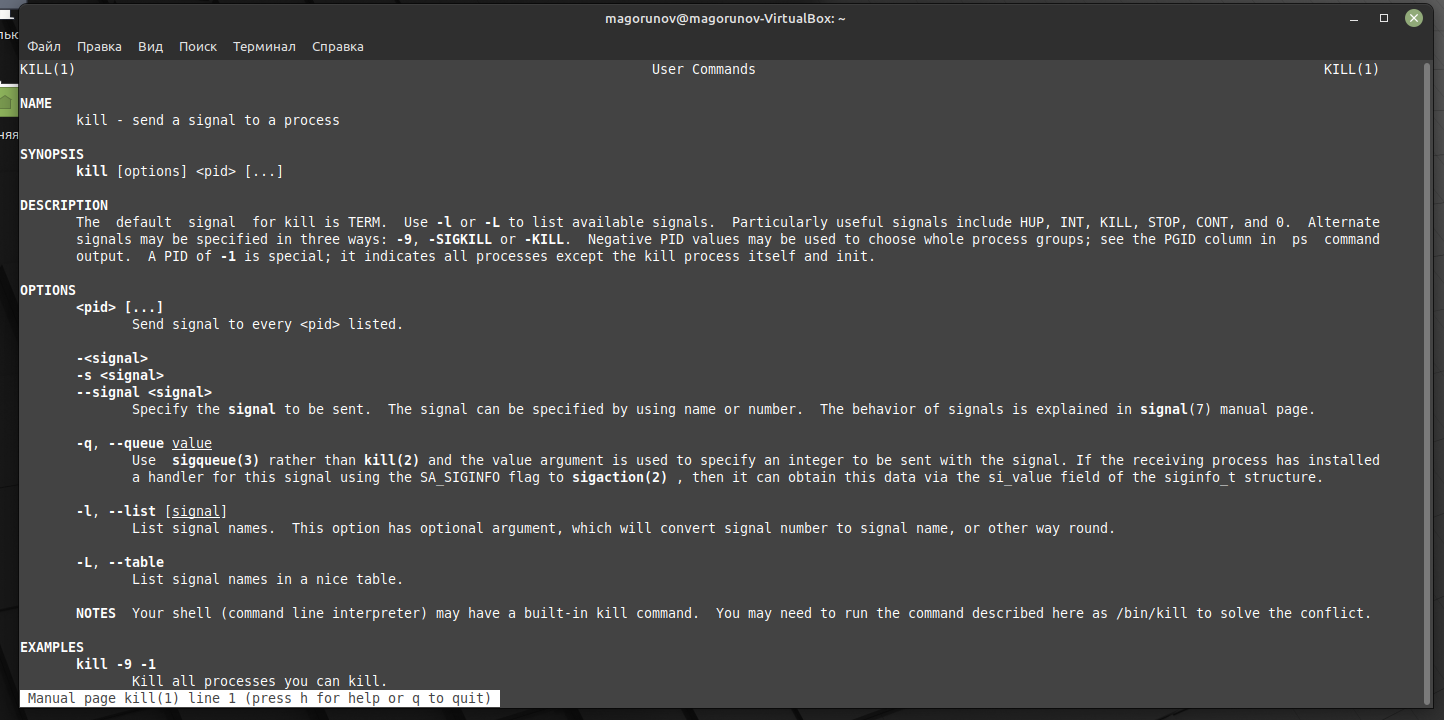 magorunov@magorunov-VirtualBox: ~
Файл Правка Вид Поиск Терминал Справка
KILL(1) User Commands KILL(1)
NAME
kill - send a signal to a process
SYNOPSIS
kill [options] <pid> [...]
DESCRIPTION
The default signal for kill is TERM. Use -l or -L to list available signals. Particularly useful signals include HUP, INT, KILL, STOP, CONT, and 0. Alternate
signals may be specified in three ways: -9, -SIGKILL or -KILL. Negative PID values may be used to choose whole process groups; see the PGID column in ps command
output. A PID of -1 is special; it indicates all processes except the kill process itself and init.
OPTIONS
<pid> [...]
Send signal to every <pid> listed.
-<signal>
-s <signal>
--signal <signal>
Specify the signal to be sent. The signal can be specified by using name or number. The behavior of signals is explained in signal(7) manual page.
-q, --queue value
Use sigqueue(3) rather than kill(2) and the value argument is used to specify an integer to be sent with the signal. If the receiving process has installed
a handler for this signal using the SA_SIGINFO flag to sigaction(2) , then it can obtain this data via the si_value field of the siginfo_t structure.
-l, --list [signal]
List signal names. This option has optional argument, which will convert signal number to signal name, or other way round.
-L, --table
List signal names in a nice table.
NOTES Your shell (command line interpreter) may have a built-in kill command. You may need to run the command described here as /bin/kill to solve the conflict.
EXAMPLES
kill -9 -1
Kill all processes you can kill.
Manual page kill(1) line 1 (press h for help or q to quit)